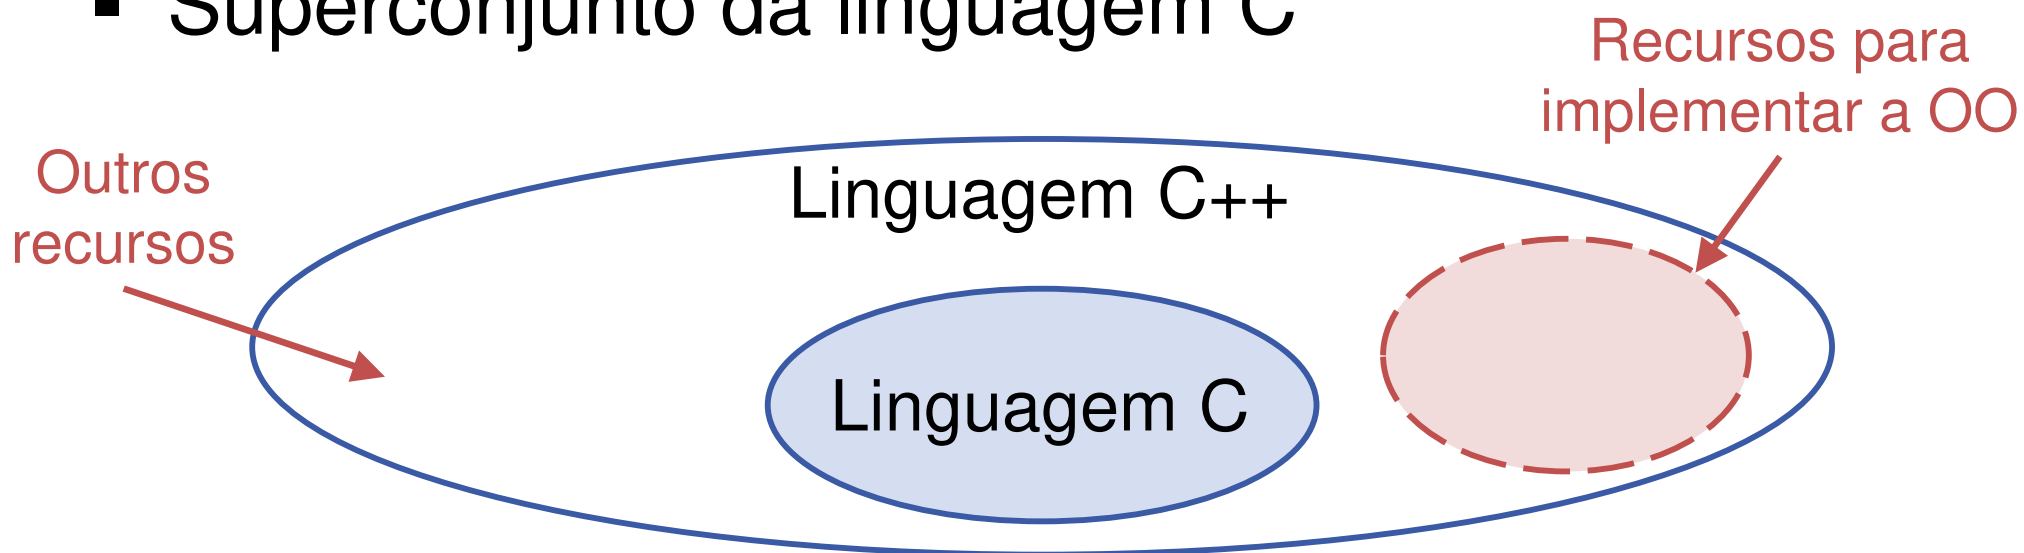 Superconjunto da linguagem C
Recursos para
implementar a OO
Outros
recursos
Linguagem C++
Linguagem C